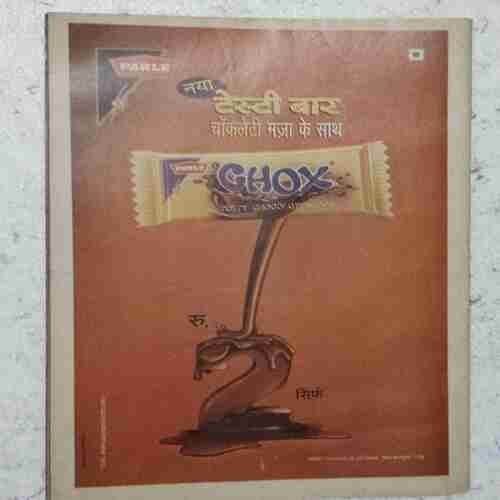 PARLE
नया
टेस्टी बार
चॉकलेटी मज़ा के साथ
PARLE
CHOX
रु.
2
सिर्फ